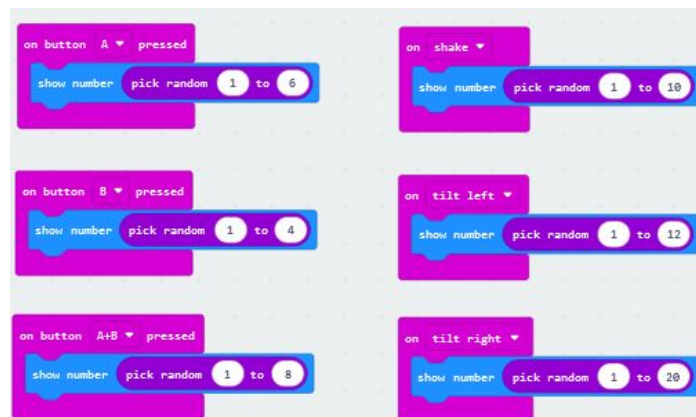 on button A pressed
show number pick random 1 to 6
on button B pressed
show number pick random 1 to 4
on button A+B pressed
show number pick random 1 to 8
on shake
show number pick random 1 to 10
on tilt left
show number pick random 1 to 12
on tilt right
show number pick random 1 to 20